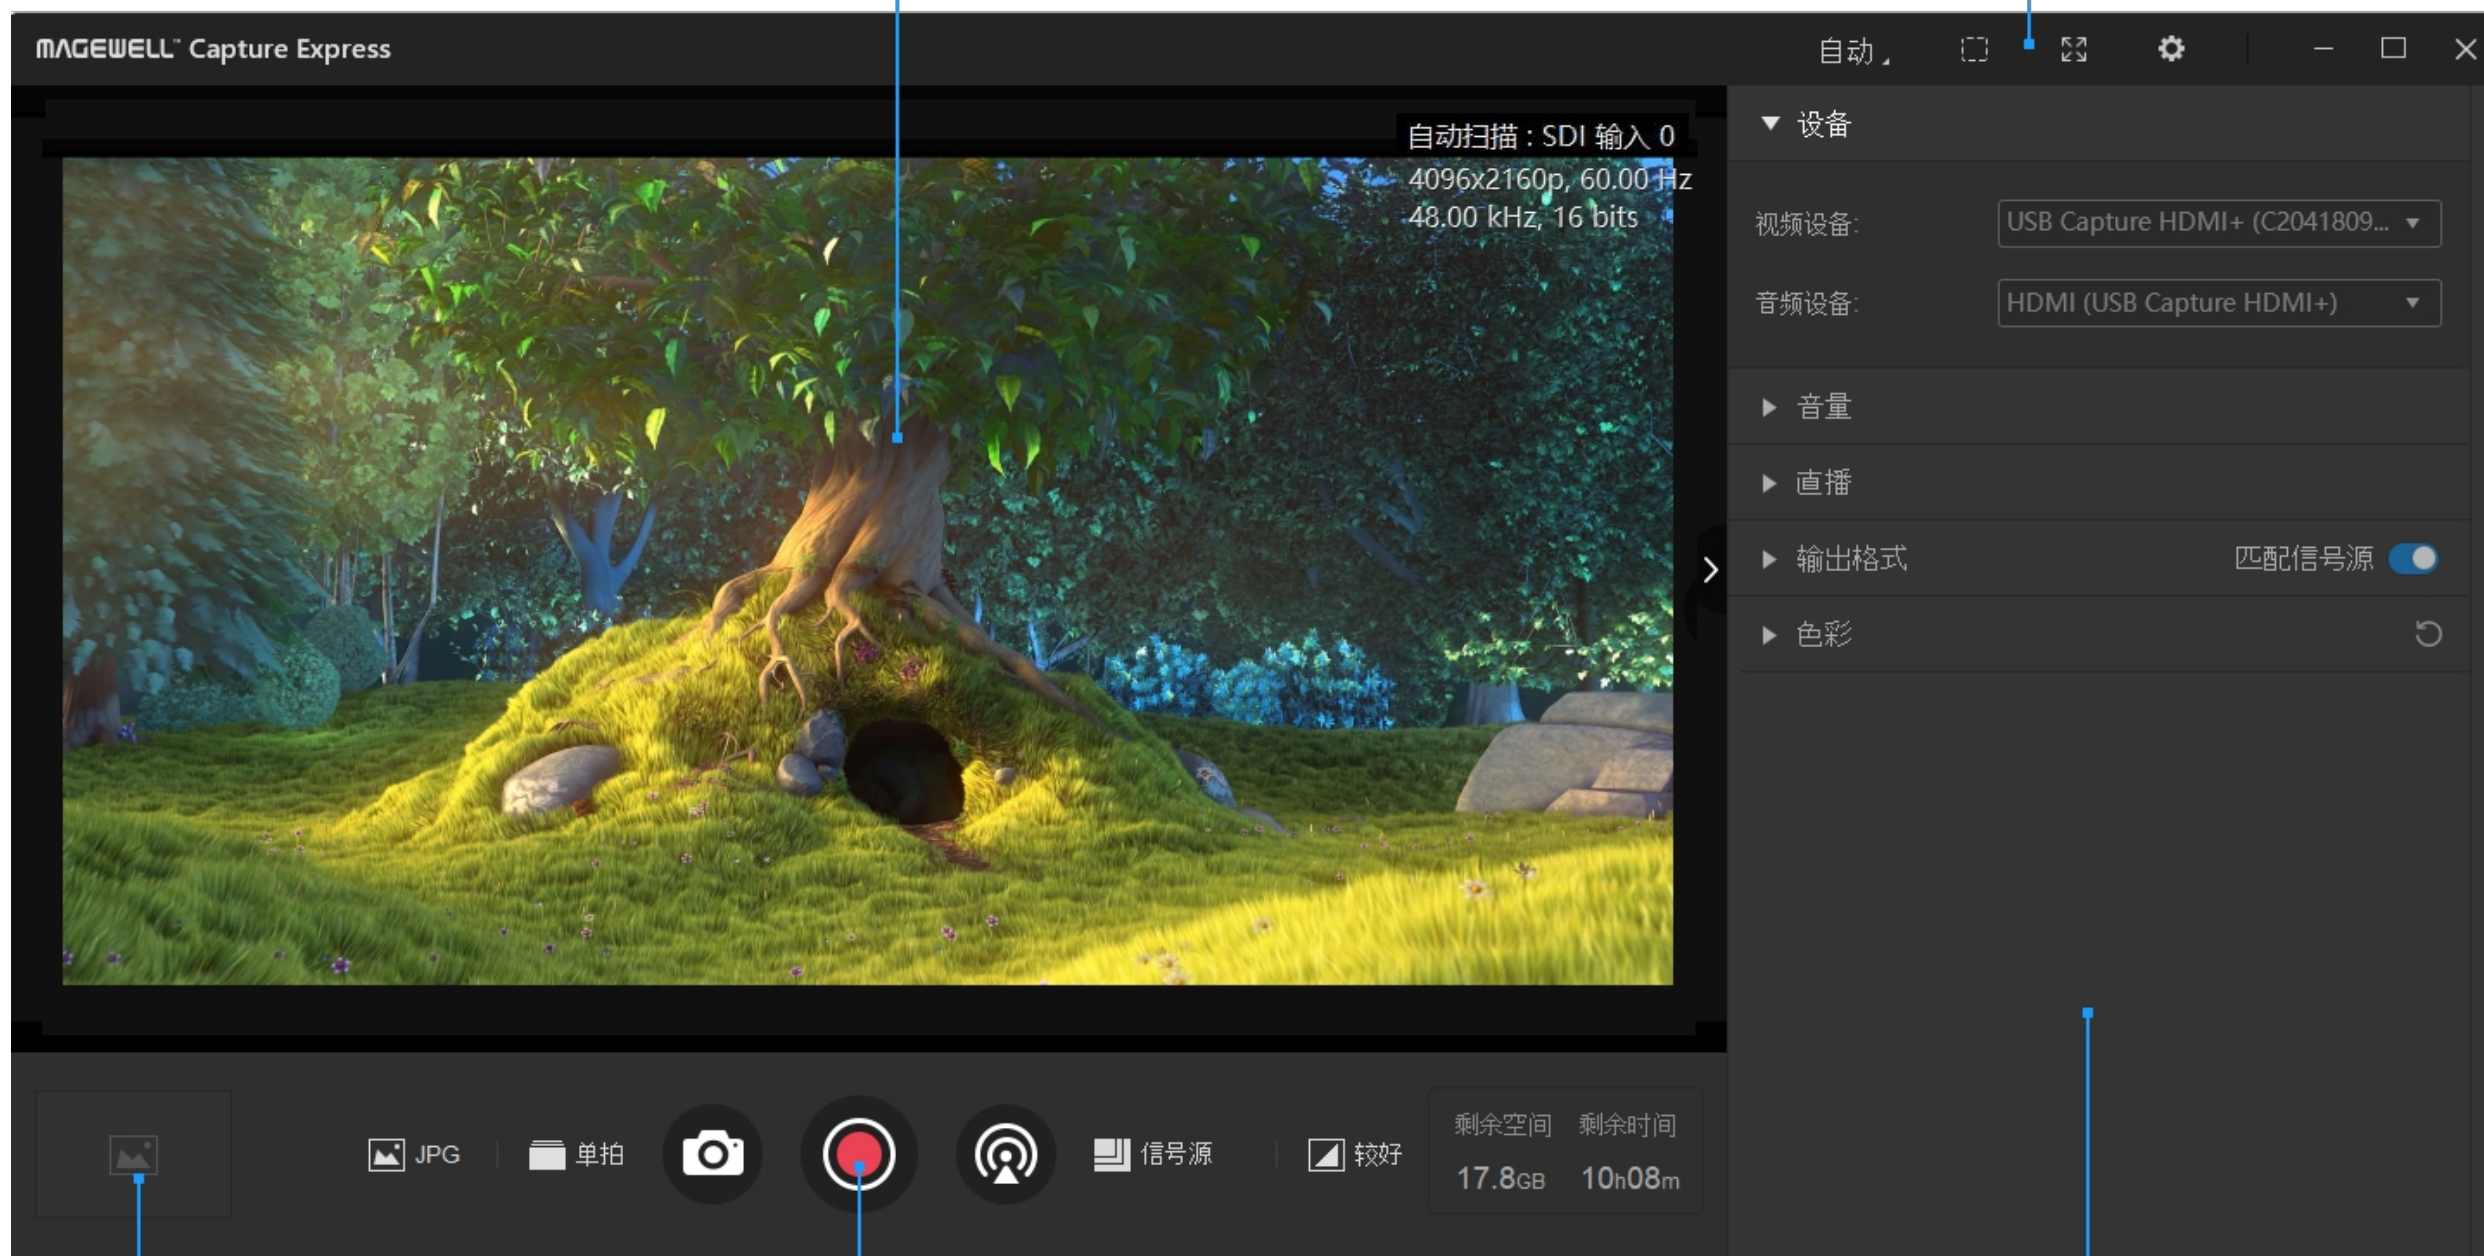 MAGEWELL™ Capture Express
自动
自动扫描 : SDI 输入 0
4096x2160p, 60.00 Hz
48.00 kHz, 16 bits
设备
视频设备: USB Capture HDMI+ (C2041809...
音频设备: HDMI (USB Capture HDMI+)
音量
直播
输出格式 匹配信号源
色彩
JPG 单拍 信号源 较好
剩余空间 剩余时间
17.8GB 10h08m